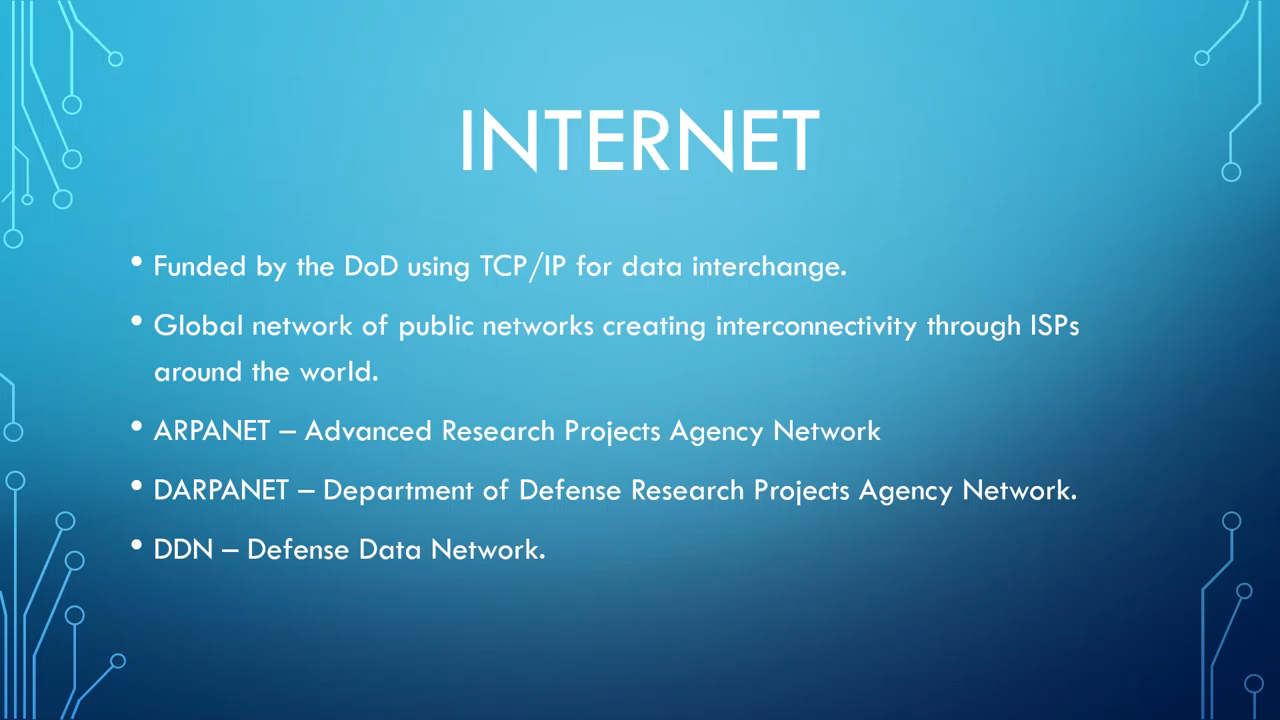 INTERNET
• Funded by the DoD using TCP/IP for data interchange.
• Global network of public networks creating interconnectivity through ISPs
around the world.
• ARPANET – Advanced Research Projects Agency Network
• DARPANET – Department of Defense Research Projects Agency Network.
• DDN – Defense Data Network.